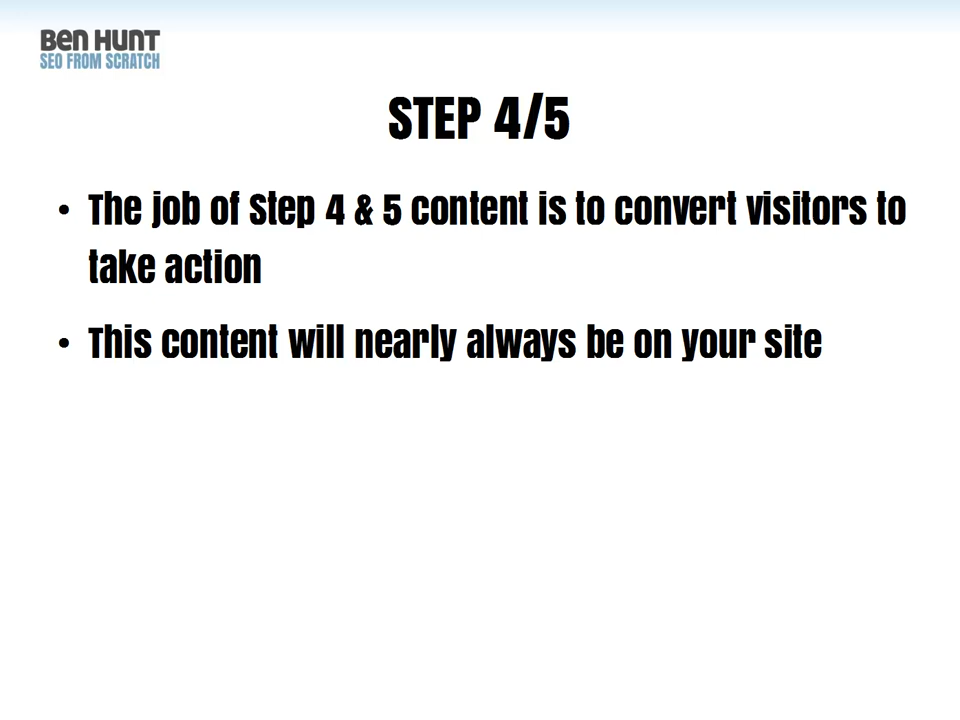 Ben Hunt
SEO FROM SCRATCH
STEP 4/5
• The job of Step 4 & 5 content is to convert visitors to
take action
• This content will nearly always be on your site